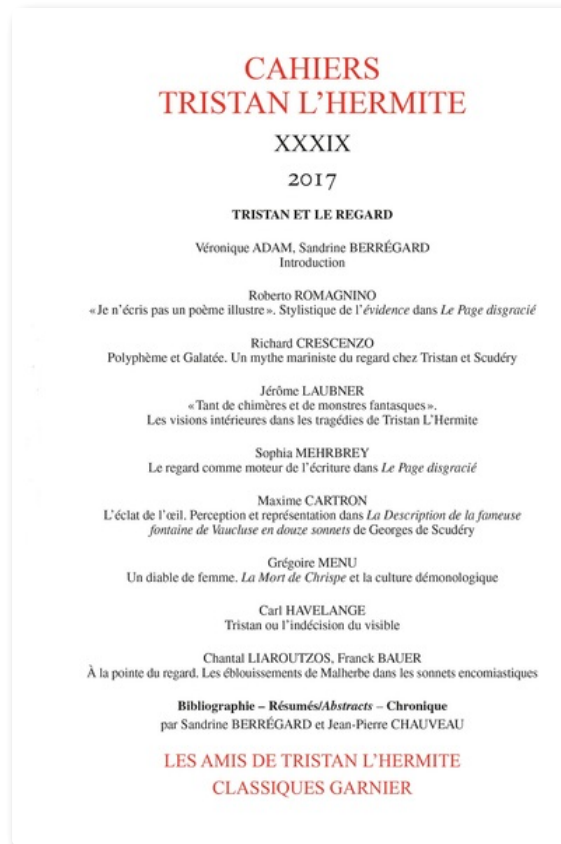 CAHIERS
TRISTAN L'HERMITE
XXXIX
2017
TRISTAN ET LE REGARD
Véronique ADAM, Sandrine BERRÉGARD
Introduction
Roberto ROMAGNINO
« Je n'écris pas un poème illustre ». Stylistique de l'évidence dans Le Page disgracié
Richard CRESCENZO
Polyphème et Galatée. Un mythe mariniste du regard chez Tristan et Scudéry
Jérôme LAUBNER
« Tant de chimères et de monstres fantasques ».
Les visions intérieures dans les tragédies de Tristan L'Hermite
Sophia MEHRBREY
Le regard comme moteur de l'écriture dans Le Page disgracié
Maxime CARTRON
L'éclat de l'œil. Perception et représentation dans La Description de la fameuse
fontaine de Vaucluse en douze sonnets de Georges de Scudéry
Grégoire MENU
Un diable de femme. La Mort de Chrispe et la culture démonologique
Carl HAVELANGE
Tristan ou l'indécision du visible
Chantal LIAROUTZOS, Franck BAUER
À la pointe du regard. Les éblouissements de Malherbe dans les sonnets encomiastiques
Bibliographie – Résumés/Abstracts – Chronique
par Sandrine BERRÉGARD et Jean-Pierre CHAUVEAU
LES AMIS DE TRISTAN L'HERMITE
CLASSIQUES GARNIER